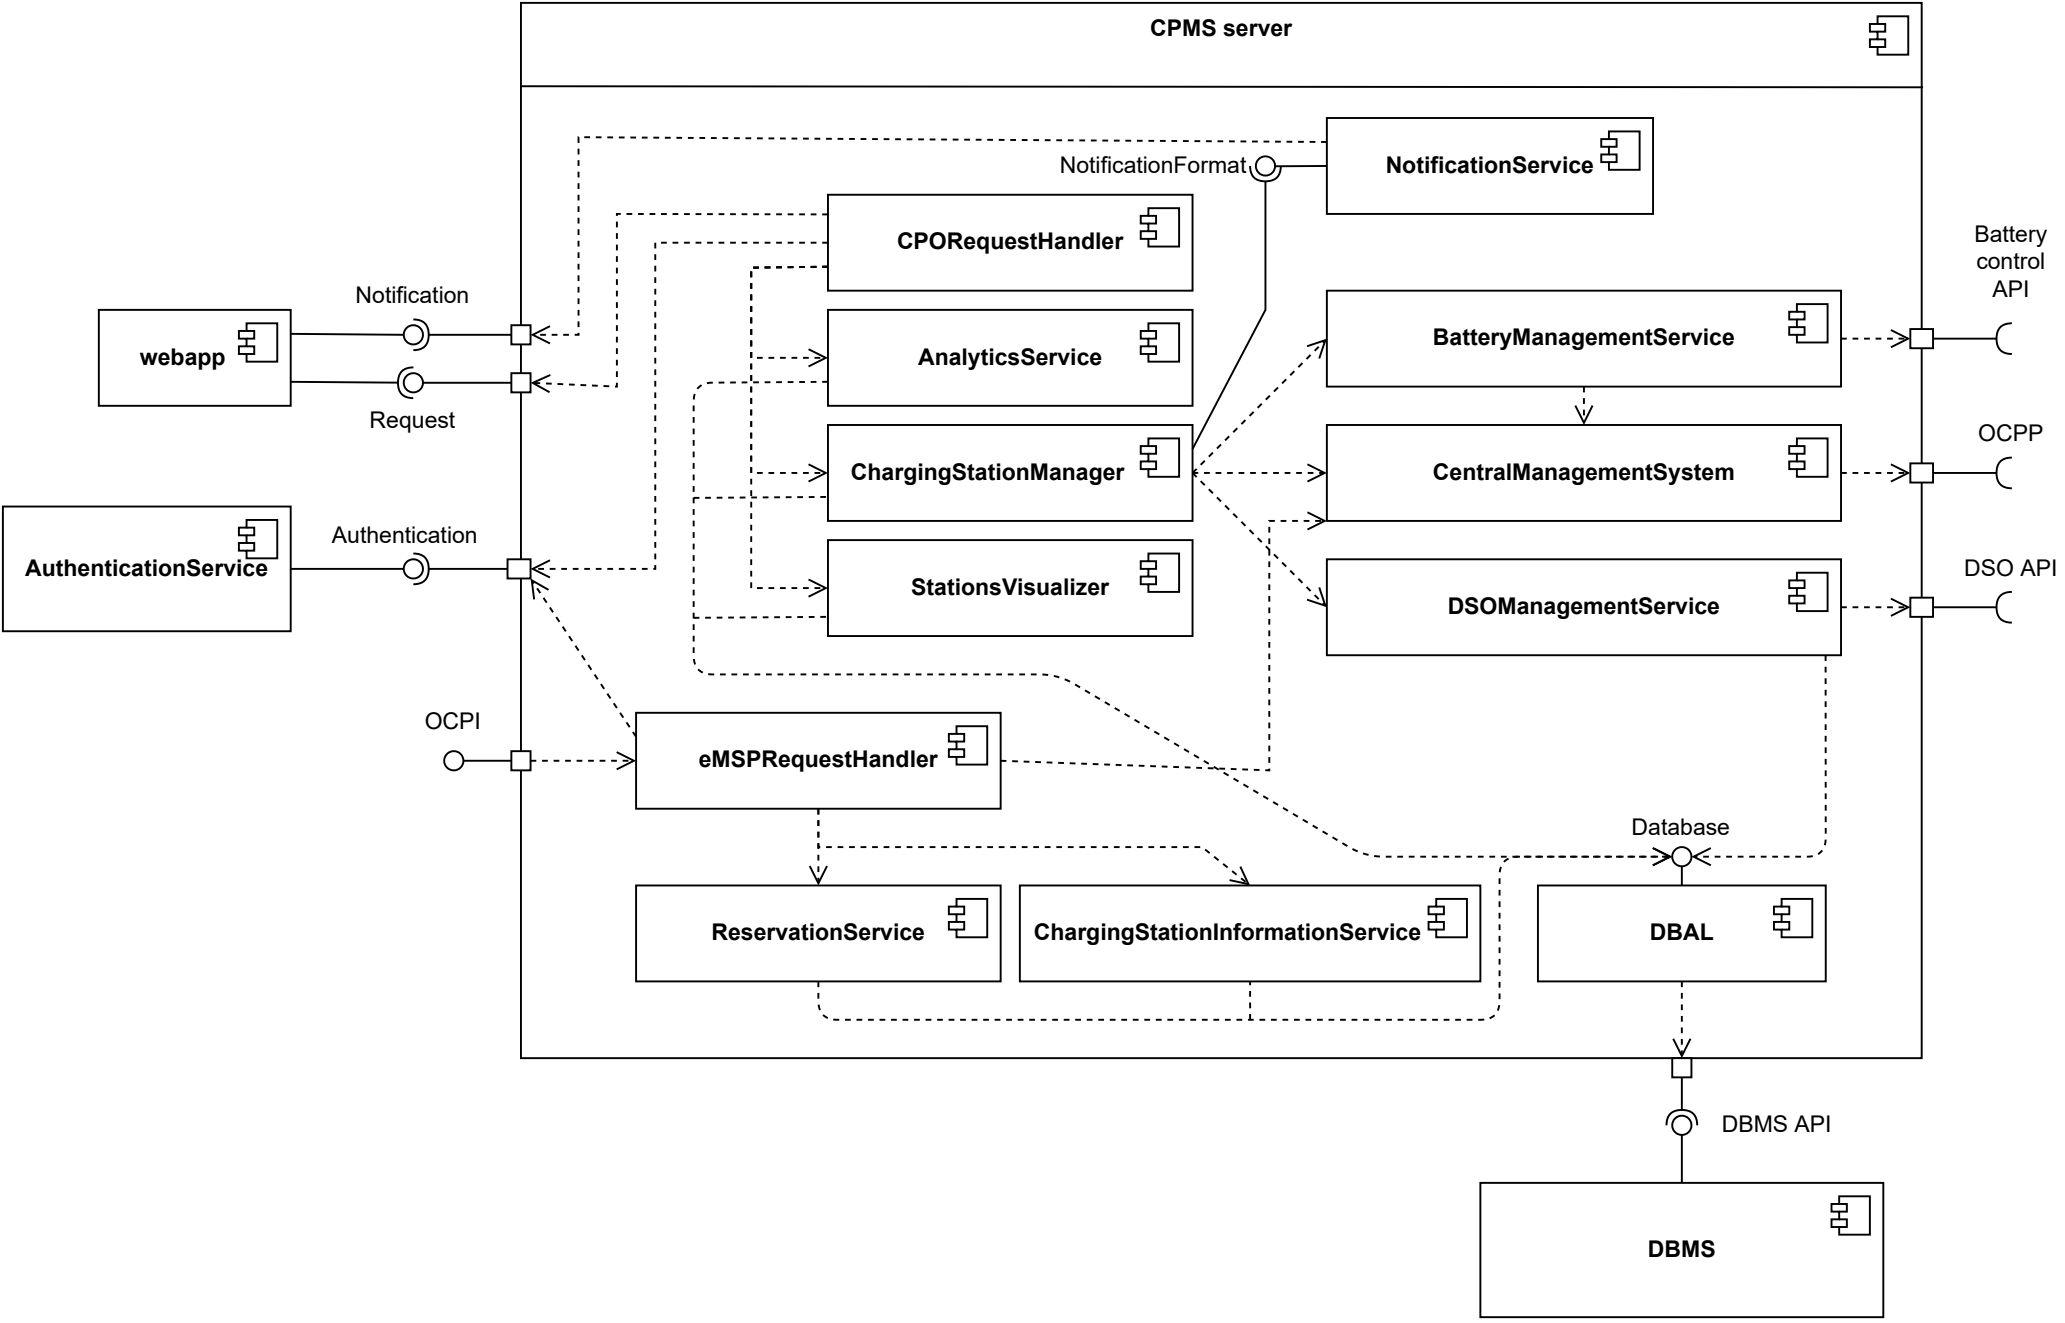 CPMS server
NotificationService
NotificationFormat
CPORequestHandler
Battery
control
API
Notification
webapp
BatteryManagementService
AnalyticsService
Request
OCPP
ChargingStationManager
CentralManagementSystem
Authentication
AuthenticationService
DSO API
StationsVisualizer
DSOManagementService
OCPI
eMSPRequestHandler
Database
ReservationService
ChargingStationInformationService
DBAL
DBMS API
DBMS